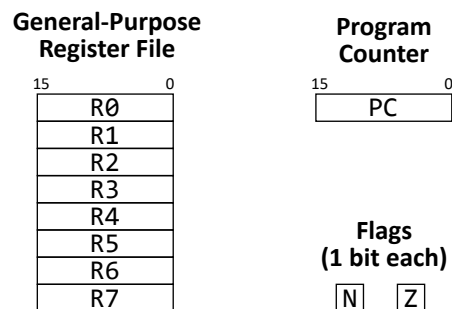 General-Purpose
Register File
15 0
R0
R1
R2
R3
R4
R5
R6
R7
Program
Counter
15 0
PC
Flags
(1 bit each)
N Z